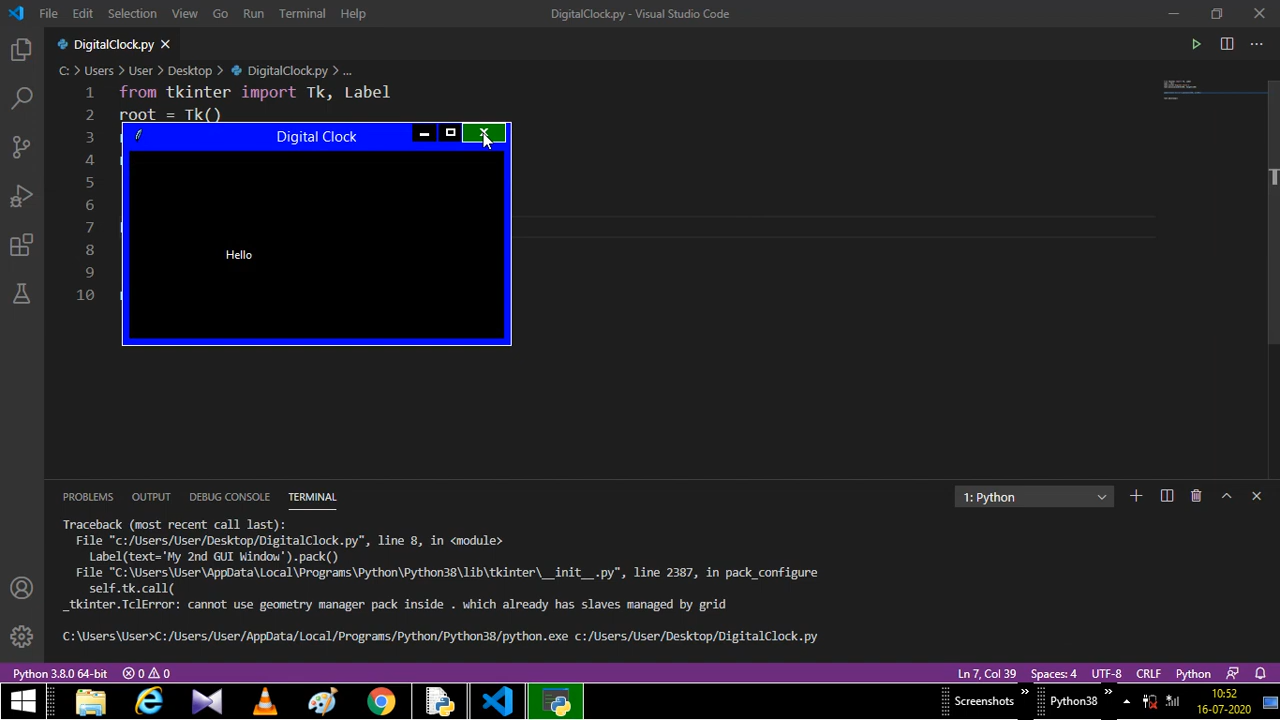 File Edit Selection View Go Run Terminal Help DigitalClock.py - Visual Studio Code
DigitalClock.py
C: > Users > User > Desktop > DigitalClock.py > ...
1 from tkinter import Tk, Label
2 root = Tk()
3
Digital Clock
4
5
6
7
8
Hello
9
10
PROBLEMS OUTPUT DEBUG CONSOLE TERMINAL 1: Python
Traceback (most recent call last):
File "c:/Users/User/Desktop/DigitalClock.py", line 8, in <module>
Label(text='My 2nd GUI Window').pack()
File "C:\Users\User\AppData\Local\Programs\Python\Python38\lib\tkinter\__init__.py", line 2387, in pack_configure
self.tk.call(
_tkinter.TclError: cannot use geometry manager pack inside . which already has slaves managed by grid
C:\Users\User>C:/Users/User/AppData/Local/Programs/Python/Python38/python.exe c:/Users/User/Desktop/DigitalClock.py
Python 3.8.0 64-bit 0 0 Ln 7, Col 39 Spaces: 4 UTF-8 CRLF Python
Screenshots » Python38 » 10:52
16-07-2020